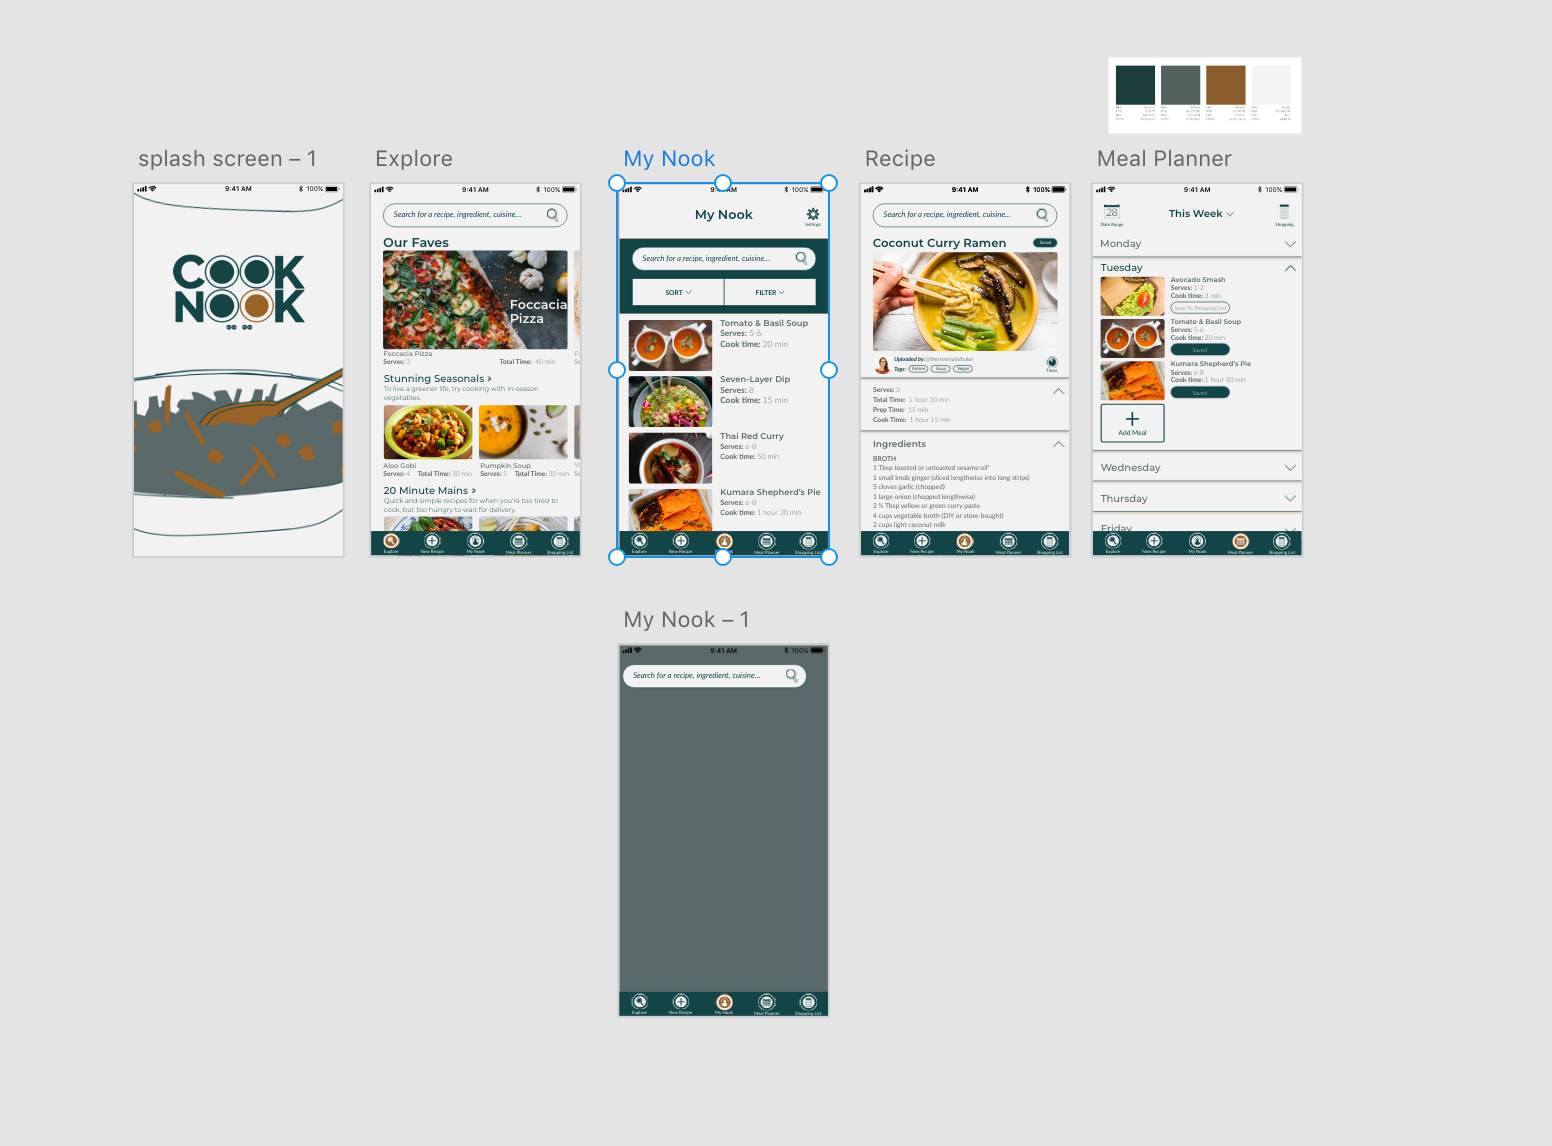 splash screen – 1
9:41 AM
100%
COOK
NOOK
Explore
9:41 AM
100%
Search for a recipe, ingredient, cuisine...
Our Faves
Foccacia
Pizza
Foccacia Pizza
Serves: 3 Total Time: 40 min
Stunning Seasonals »
To live a greener life, try cooking with in-season
vegetables.
Aloo Gobi
Serves: 4 Total Time: 30 min
Pumpkin Soup
Serves: 5 Total Time: 30 min
20 Minute Mains »
Quick and simple recipes for when you're too tired to
cook, but too hungry to wait for delivery.
Explore New Recipe My Nook Meal Planner Shopping List
My Nook
9:41 AM
100%
My Nook
Settings
Search for a recipe, ingredient, cuisine...
SORT
FILTER
Tomato & Basil Soup
Serves: 5-6
Cook time: 20 min
Seven-Layer Dip
Serves: 8
Cook time: 15 min
Thai Red Curry
Serves: 6-8
Cook time: 50 min
Kumara Shepherd's Pie
Serves: 6-8
Cook time: 1 hour 30 min
Explore New Recipe My Nook Meal Planner Shopping List
Recipe
9:41 AM
100%
Search for a recipe, ingredient, cuisine...
Coconut Curry Ramen
Saved
Uploaded by: @theminimalistbaker
Tags: Entree Soup Vegan
Timer
Serves: 3
Total Time: 1 hour 30 min
Prep Time: 15 min
Cook Time: 1 hour 15 min
Ingredients
BROTH
1 Tbsp toasted or untoasted sesame oil*
1 small knob ginger (sliced lengthwise into long strips)
5 cloves garlic (chopped)
1 large onion (chopped lengthwise)
2 ½ Tbsp yellow or green curry paste
4 cups vegetable broth (DIY or store-bought)
2 cups light coconut milk
Explore New Recipe My Nook Meal Planner Shopping List
Meal Planner
9:41 AM
100%
28
Date Range
This Week
Shopping
Monday
Tuesday
Avocado Smash
Serves: 1-2
Cook time: 3 min
Save To Shopping List
Tomato & Basil Soup
Serves: 5-6
Cook time: 20 min
Saved
Kumara Shepherd's Pie
Serves: 6-8
Cook time: 1 hour 30 min
Saved
Add Meal
Wednesday
Thursday
Friday
Explore New Recipe My Nook Meal Planner Shopping List
My Nook – 1
9:41 AM
100%
Search for a recipe, ingredient, cuisine...
Explore New Recipe My Nook Meal Planner Shopping List